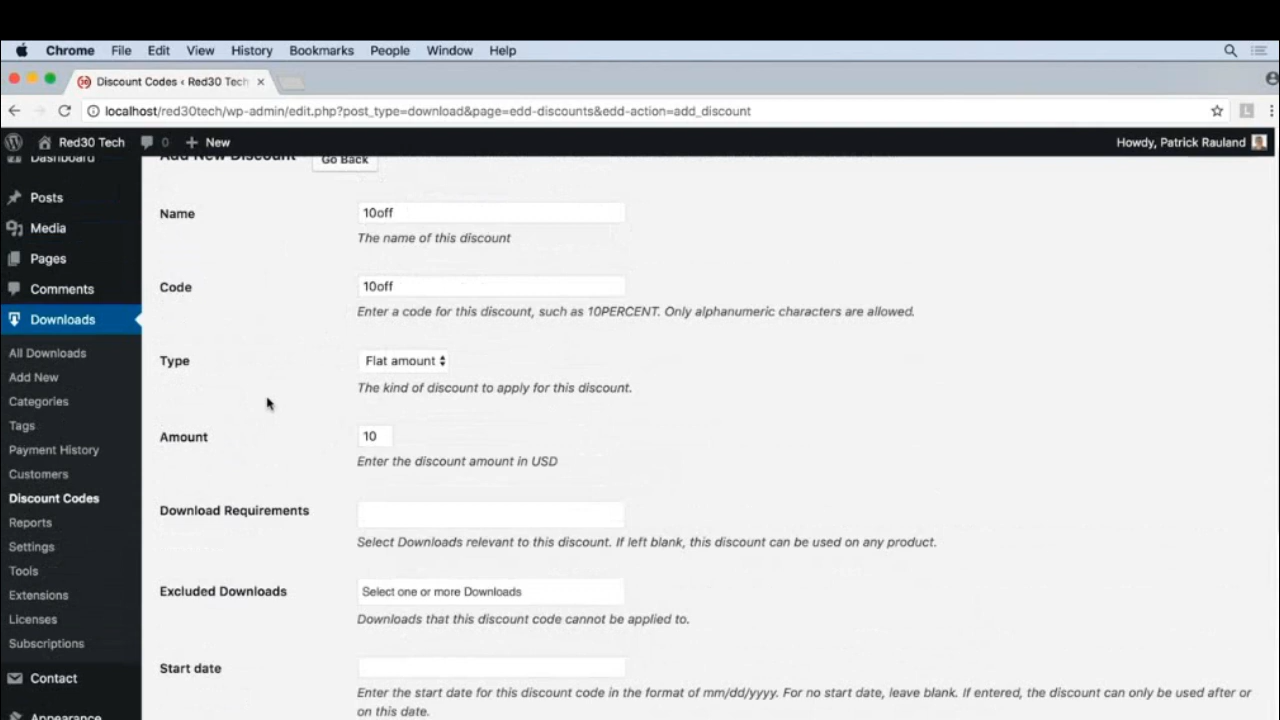 Chrome File Edit View History Bookmarks People Window Help
Discount Codes ‹ Red30 Tech
localhost/red30tech/wp-admin/edit.php?post_type=download&page=edd-discounts&edd-action=add_discount
Red30 Tech 0 New Howdy, Patrick Rauland
Dashboard
Posts
Media
Pages
Comments
Downloads
All Downloads
Add New
Categories
Tags
Payment History
Customers
Discount Codes
Reports
Settings
Tools
Extensions
Licenses
Subscriptions
Contact
Appearance
Add New Discount Go Back
Name 10off
The name of this discount
Code 10off
Enter a code for this discount, such as 10PERCENT. Only alphanumeric characters are allowed.
Type Flat amount
The kind of discount to apply for this discount.
Amount 10
Enter the discount amount in USD
Download Requirements
Select Downloads relevant to this discount. If left blank, this discount can be used on any product.
Excluded Downloads Select one or more Downloads
Downloads that this discount code cannot be applied to.
Start date
Enter the start date for this discount code in the format of mm/dd/yyyy. For no start date, leave blank. If entered, the discount can only be used after or
on this date.